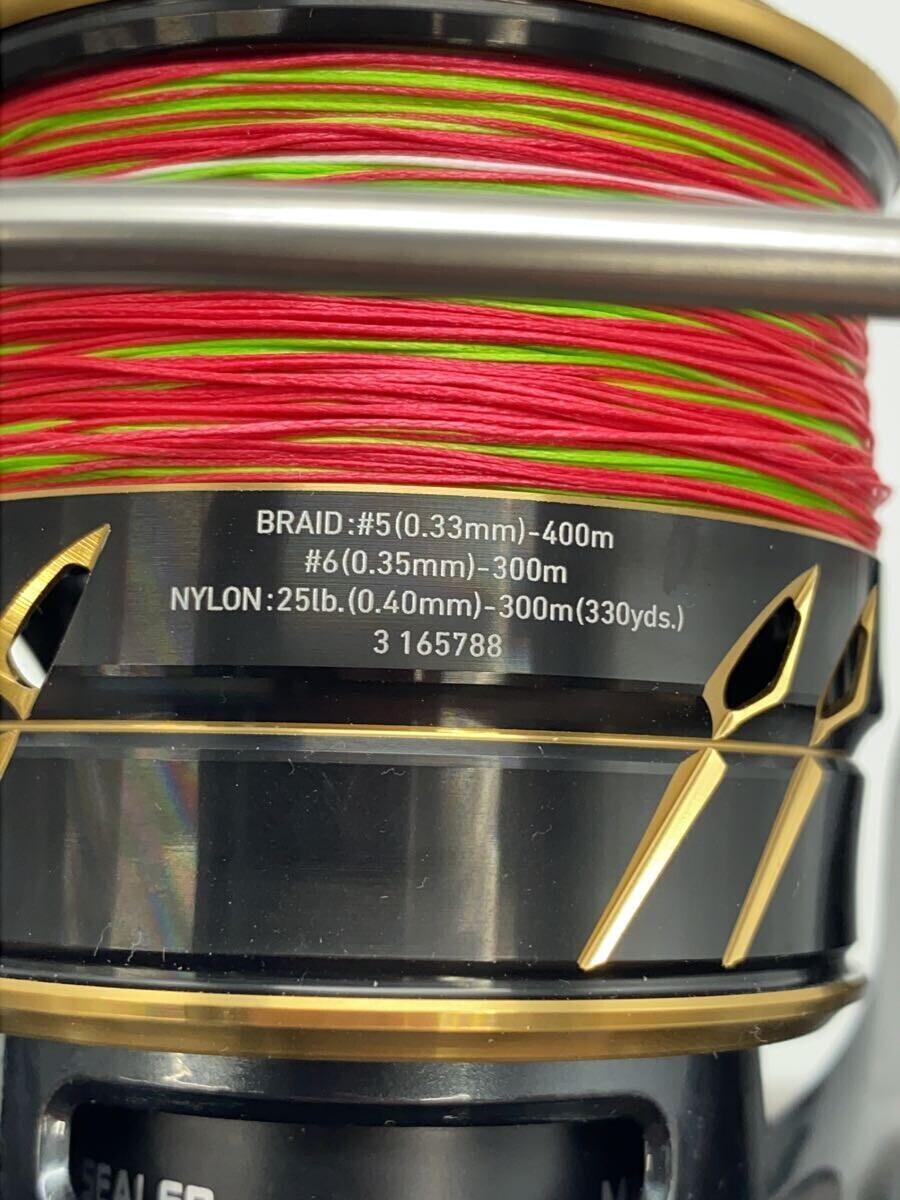 BRAID:#5(0.33mm)-400m
#6(0.35mm)-300m
NYLON:25lb.(0.40mm)-300m(330yds.)
3 165788